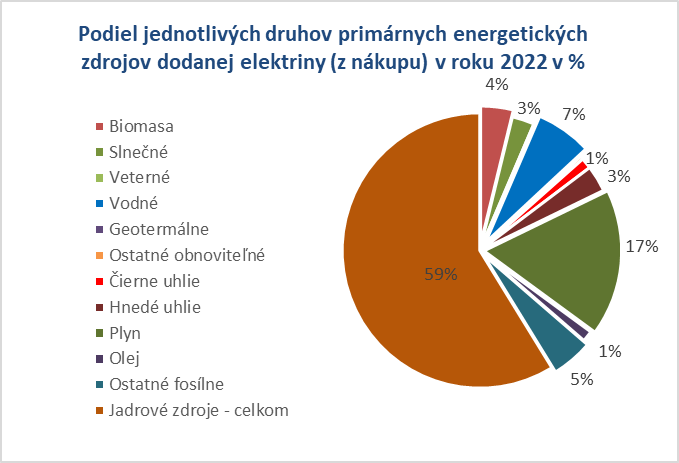 Podiel jednotlivých druhov primárnych energetických
zdrojov dodanej elektriny (z nákupu) v roku 2022 v %
Biomasa
Slnečné
Veterné
Vodné
Geotermálne
Ostatné obnoviteľné
Čierne uhlie
Hnedé uhlie
Plyn
Olej
Ostatné fosílne
Jadrové zdroje - celkom
4%
3%
7%
1%
3%
17%
1%
5%
59%